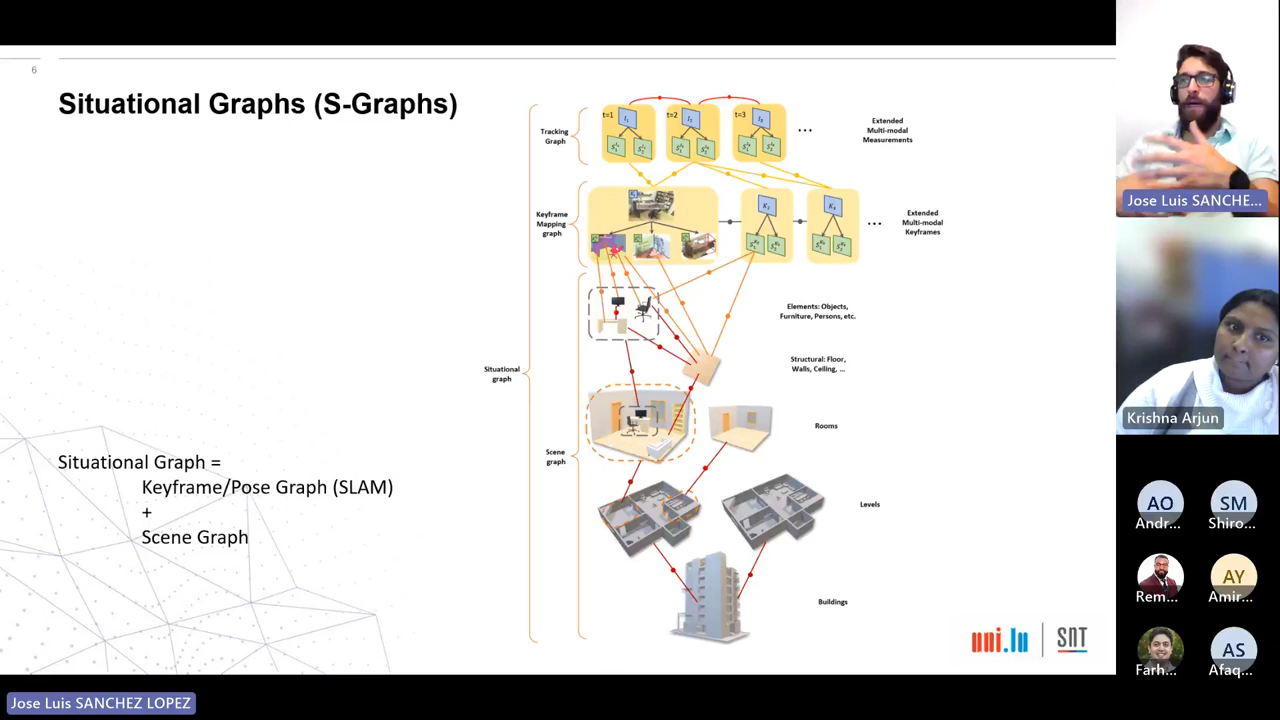 6
Situational Graphs (S-Graphs)
t=1
t=2
t=3
Tracking
Graph
...
Extended
Multi-modal
Measurements
Keyframe
Mapping
graph
...
Extended
Multi-modal
Keyframes
Elements: Objects,
Furniture, Persons, etc.
Structural: Floor,
Walls, Ceiling, ...
Situational
graph
Rooms
Scene
graph
Levels
Buildings
Situational Graph =
Keyframe/Pose Graph (SLAM)
+
Scene Graph
uni.lu | SNT
Jose Luis SANCHE...
Krishna Arjun
AO
SM
Andr...
Shiro...
AY
Rem...
Amir...
AS
Farh...
Afaq...
Jose Luis SANCHEZ LOPEZ